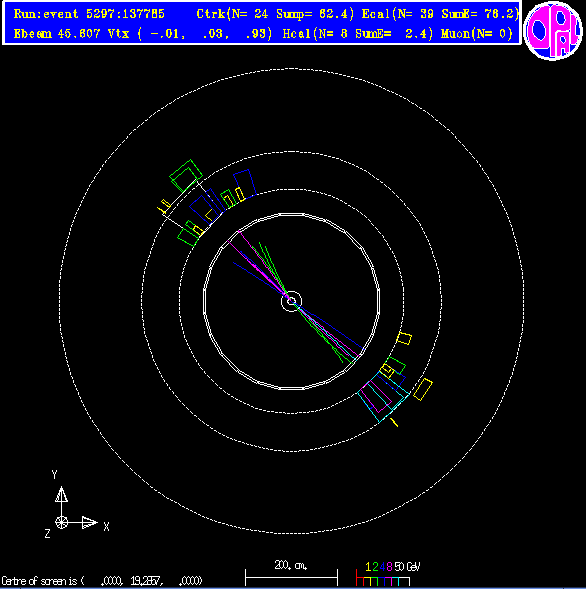 Run:event 5297:137785 Ctrk(N= 24 Sump= 62.4) Ecal(N= 39 SumE= 76.2)
Ebeam 45.607 Vtx ( -.01, .03, .93) Hcal(N= 8 SumE= 2.4) Muon(N= 0)
OPAL
Y
X
Z
200. cm.
1 2 4 8 50 GeV
Centre of screen is ( .0000, 19.2857, .0000)